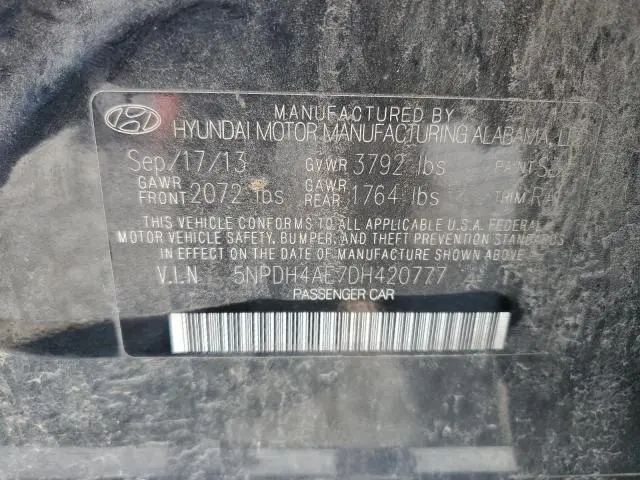 MANUFACTURED BY
HYUNDAI MOTOR MANUFACTURING ALABAMA,
Sep/17/13 GVWR 3792 lbs PAINT
GAWR FRONT 2072 lbs GAWR REAR 1764 lbs TRIM
THIS VEHICLE CONFORMS TO ALL APPLICABLE U.S.A. FEDERAL
MOTOR VEHICLE SAFETY, BUMPER, AND THEFT PREVENTION STANDARDS
IN EFFECT ON THE DATE OF MANUFACTURE SHOWN ABOVE.
V.I.N 5NPDH4AE7DH420777
PASSENGER CAR